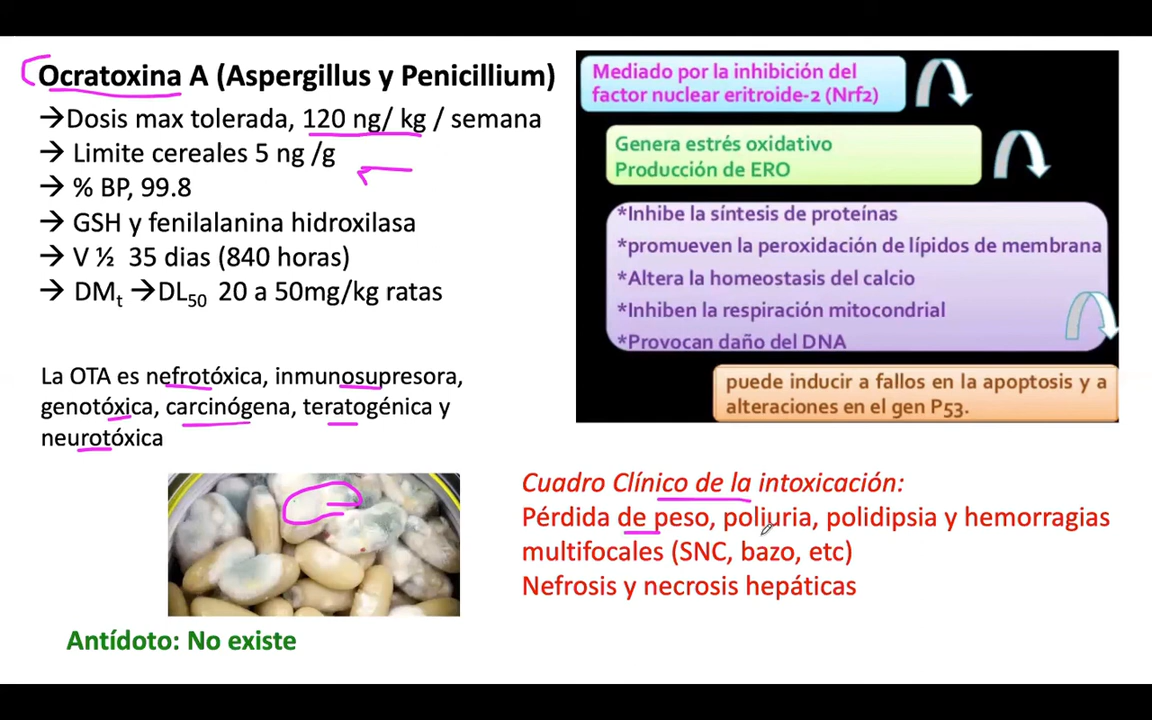 Ocratoxina A (Aspergillus y Penicillium)
→Dosis max tolerada, 120 ng/ kg / semana
→ Limite cereales 5 ng /g
→ % BP, 99.8
→ GSH y fenilalanina hidroxilasa
→ V ½ 35 dias (840 horas)
→ DMt →DL50 20 a 50mg/kg ratas
La OTA es nefrotóxica, inmunosupresora,
genotóxica, carcinógena, teratogénica y
neurotóxica
Antídoto: No existe
Mediado por la inhibición del
factor nuclear eritroide-2 (Nrf2)
Genera estrés oxidativo
Producción de ERO
*Inhibe la síntesis de proteínas
*promueven la peroxidación de lípidos de membrana
*Altera la homeostasis del calcio
*Inhiben la respiración mitocondrial
*Provocan daño del DNA
puede inducir a fallos en la apoptosis y a
alteraciones en el gen P53.
Cuadro Clínico de la intoxicación:
Pérdida de peso, poliuria, polidipsia y hemorragias
multifocales (SNC, bazo, etc)
Nefrosis y necrosis hepáticas